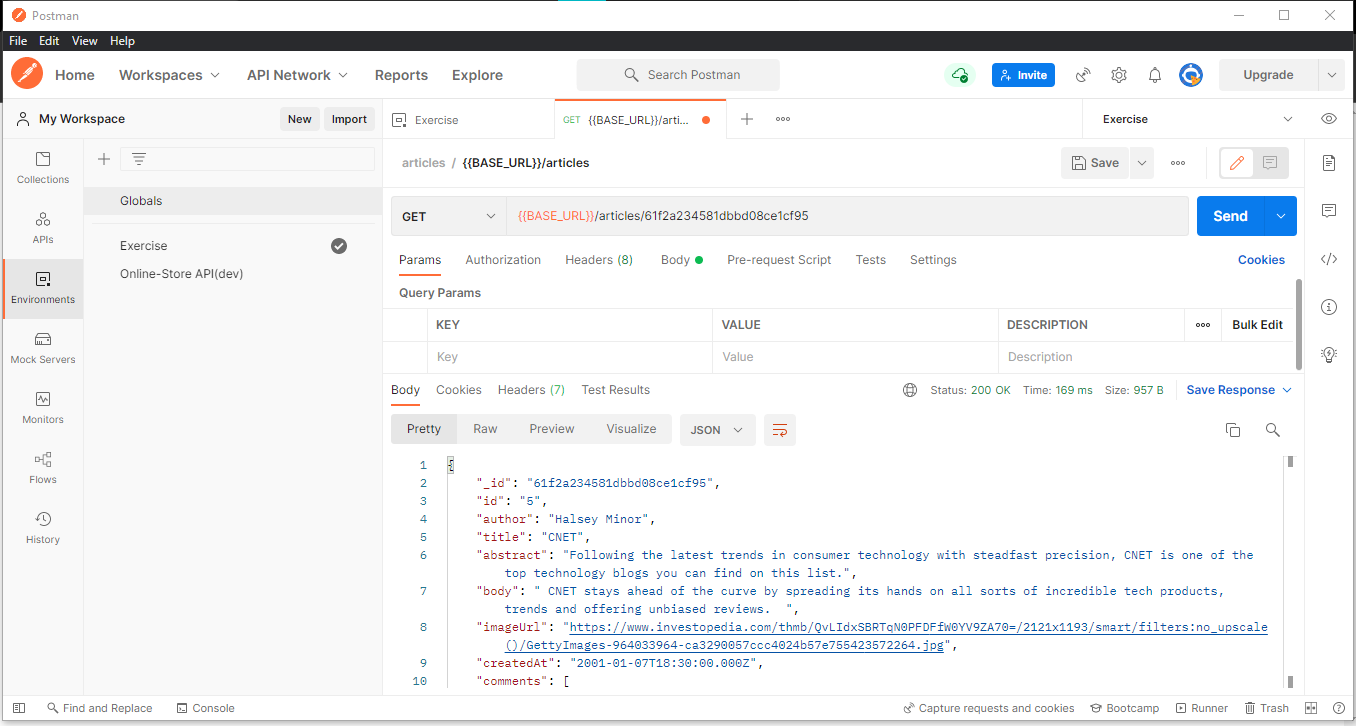 Postman
File Edit View Help
Home Workspaces API Network Reports Explore Search Postman Invite Upgrade
My Workspace New Import Exercise GET {{BASE_URL}}/arti... Exercise
Collections
APIs
Environments
Mock Servers
Monitors
Flows
History
Globals
Exercise
Online-Store API(dev)
articles / {{BASE_URL}}/articles Save
GET {{BASE_URL}}/articles/61f2a234581dbbd08ce1cf95 Send
Params Authorization Headers (8) Body Pre-request Script Tests Settings Cookies
Query Params
KEY VALUE DESCRIPTION Bulk Edit
Key Value Description
Body Cookies Headers (7) Test Results Status: 200 OK Time: 169 ms Size: 957 B Save Response
Pretty Raw Preview Visualize JSON
1 {
2 "_id": "61f2a234581dbbd08ce1cf95",
3 "id": "5",
4 "author": "Halsey Minor",
5 "title": "CNET",
6 "abstract": "Following the latest trends in consumer technology with steadfast precision, CNET is one of the
top technology blogs you can find on this list.",
7 "body": " CNET stays ahead of the curve by spreading its hands on all sorts of incredible tech products,
trends and offering unbiased reviews.  ",
8 "imageUrl": "https://www.investopedia.com/thmb/QvLIdxSBRTqN0PFDFfW0YV9ZA70=/2121x1193/smart/filters:no_upscale
()/GettyImages-964033964-ca3290057ccc4024b57e755423572264.jpg",
9 "createdAt": "2001-01-07T18:30:00.000Z",
10 "comments": [
Find and Replace Console Capture requests and cookies Bootcamp Runner Trash